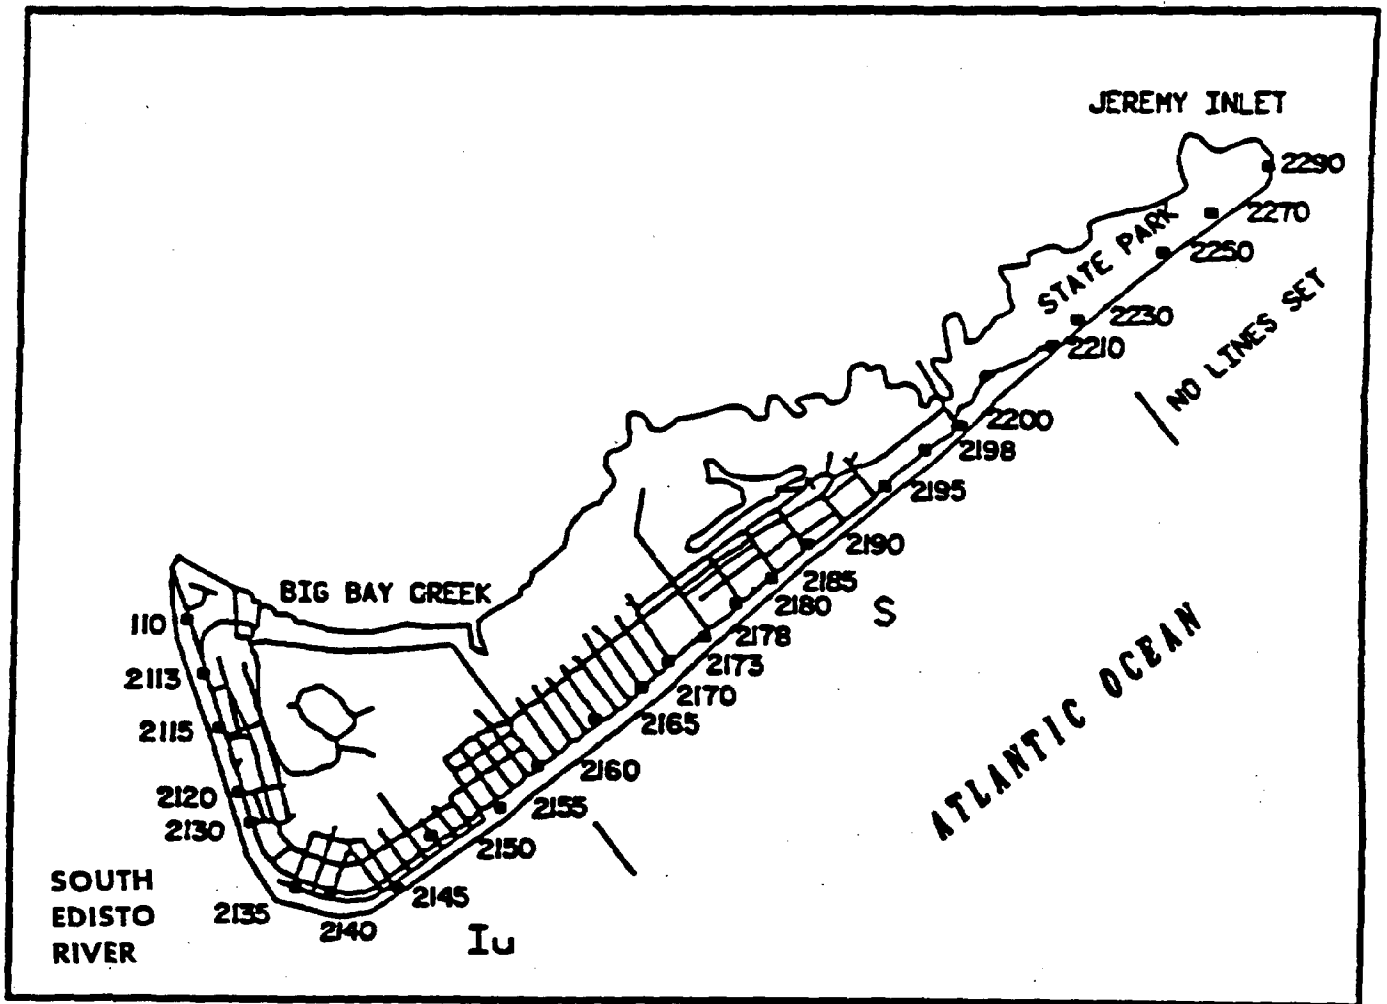 JEREMY INLET
2290
2270
2250
STATE PARK
2230
2210
NO LINES SET
2200
2198
2195
2190
2185
2180
S
2178
2173
2170
2165
2160
2155
2150
2145
2140
2135
2130
2120
2115
2113
110
BIG BAY CREEK
ATLANTIC OCEAN
SOUTH
EDISTO
RIVER
Iu